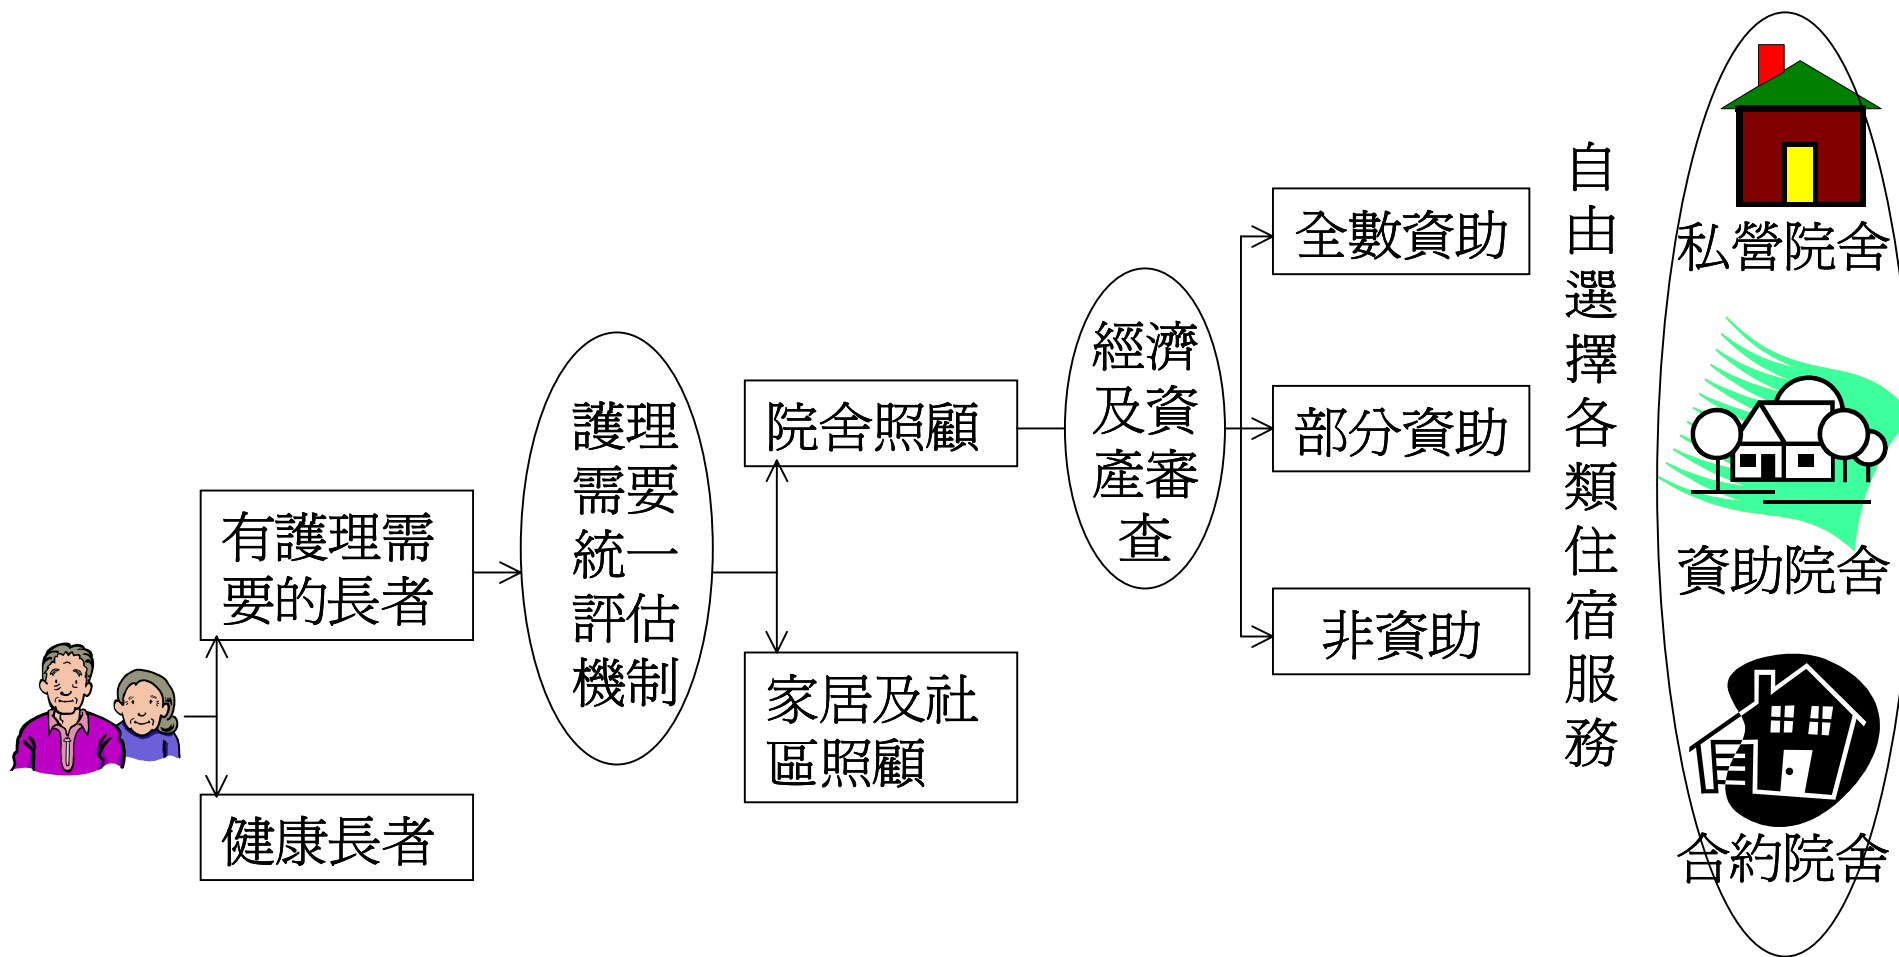 有護理需
要的長者
健康長者
護理
需要
統一
評估
機制
院舍照顧
家居及社
區照顧
經濟
及資
產審
查
全數資助
部分資助
非資助
自
由
選
擇
各
類
住
宿
服
務
私營院舍
資助院舍
合約院舍